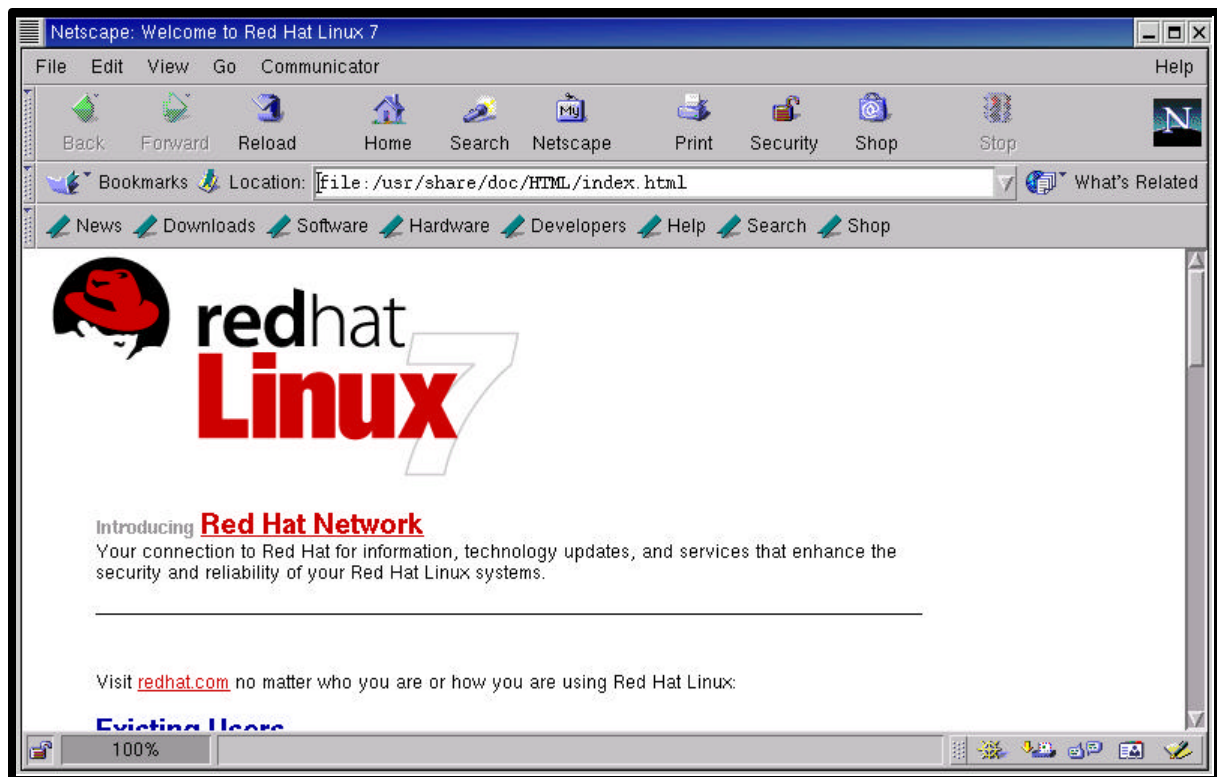 Netscape: Welcome to Red Hat Linux 7
File Edit View Go Communicator Help
Back Forward Reload Home Search Netscape Print Security Shop Stop
My
N
Bookmarks Location: file:/usr/share/doc/HTML/index.html What's Related
News Downloads Software Hardware Developers Help Search Shop
redhat
Linux 7
Introducing Red Hat Network
Your connection to Red Hat for information, technology updates, and services that enhance the
security and reliability of your Red Hat Linux systems.
Visit redhat.com no matter who you are or how you are using Red Hat Linux:
Existing Users
100%